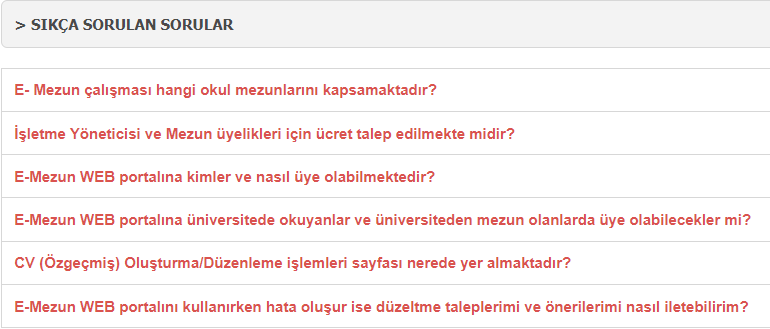 > SIKÇA SORULAN SORULAR
E- Mezun çalışması hangi okul mezunlarını kapsamaktadır?
İşletme Yöneticisi ve Mezun üyelikleri için ücret talep edilmekte midir?
E-Mezun WEB portalına kimler ve nasıl üye olabilmektedir?
E-Mezun WEB portalına üniversitede okuyanlar ve üniversiteden mezun olanlarda üye olabilecekler mi?
CV (Özgeçmiş) Oluşturma/Düzenleme işlemleri sayfası nerede yer almaktadır?
E-Mezun WEB portalını kullanırken hata oluşur ise düzeltme taleplerimi ve önerilerimi nasıl iletebilirim?